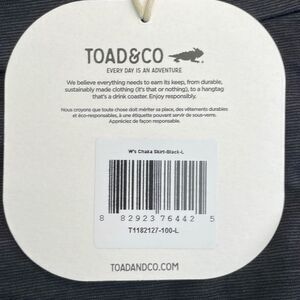 TOAD&CO
EVERY DAY IS AN ADVENTURE
We believe everything needs to earn its keep, from durable,
sustainably made clothing (it's that or nothing), to a hangtag
that's a drink coaster. Enjoy responsibly.
Nous croyons que toute chose doit mériter sa place, des vêtements durables
et éco-responsables, à une étiquette pouvant servir de sous-verre.
Appréciez de façon responsable.
W's Chaka Skirt-Black-L
8 82923 76442 5
T1182127-100-L
TOADANDCO.COM